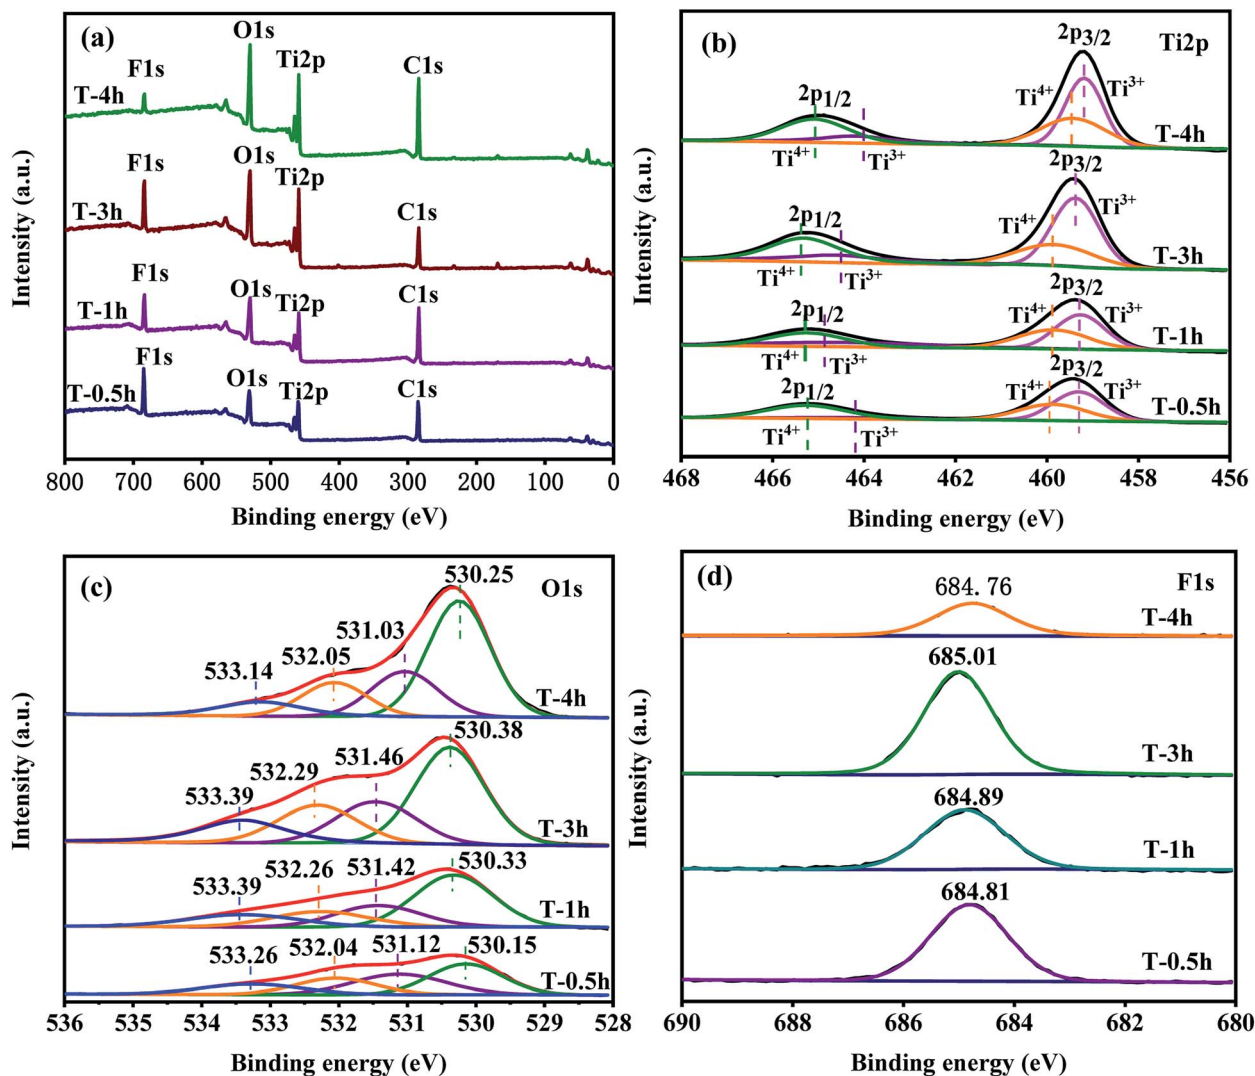 (a)
F1s
O1s
Ti2p
C1s
T-4h
F1s
O1s
Ti2p
C1s
T-3h
F1s
O1s
Ti2p
C1s
T-1h
F1s
O1s
Ti2p
C1s
T-0.5h
800 700 600 500 400 300 200 100 0
Binding energy (eV)
Intensity (a.u.)
(b)
Ti2p
2p3/2
2p1/2
Ti4+
Ti3+
T-4h
Ti4+
Ti3+
2p3/2
2p1/2
Ti4+
Ti3+
T-3h
Ti4+
Ti3+
2p3/2
2p1/2
Ti4+
Ti3+
T-1h
Ti4+
Ti3+
2p3/2
2p1/2
Ti4+
Ti3+
T-0.5h
Ti4+
Ti3+
468 466 464 462 460 458 456
Binding energy (eV)
Intensity (a.u.)
(c)
O1s
530.25
531.03
532.05
533.14
T-4h
530.38
531.46
532.29
533.39
T-3h
530.33
531.42
532.26
533.39
T-1h
530.15
531.12
532.04
533.26
T-0.5h
536 535 534 533 532 531 530 529 528
Binding energy (eV)
Intensity (a.u.)
(d)
F1s
684.76
T-4h
685.01
T-3h
684.89
T-1h
684.81
T-0.5h
690 688 686 684 682 680
Binding energy (eV)
Intensity (a.u.)